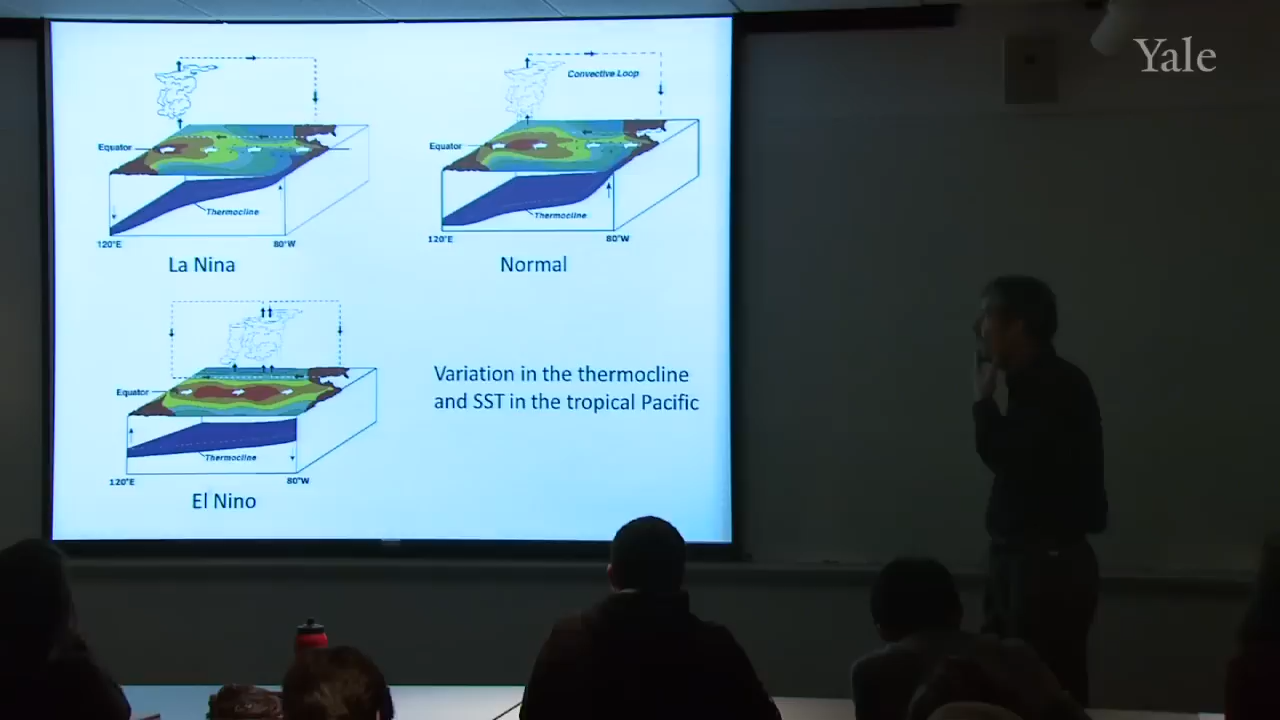 Yale
Convective Loop
Equator
Thermocline
120°E
80°W
La Nina
Equator
Thermocline
120°E
80°W
Normal
Equator
Thermocline
120°E
80°W
El Nino
Variation in the thermocline
and SST in the tropical Pacific